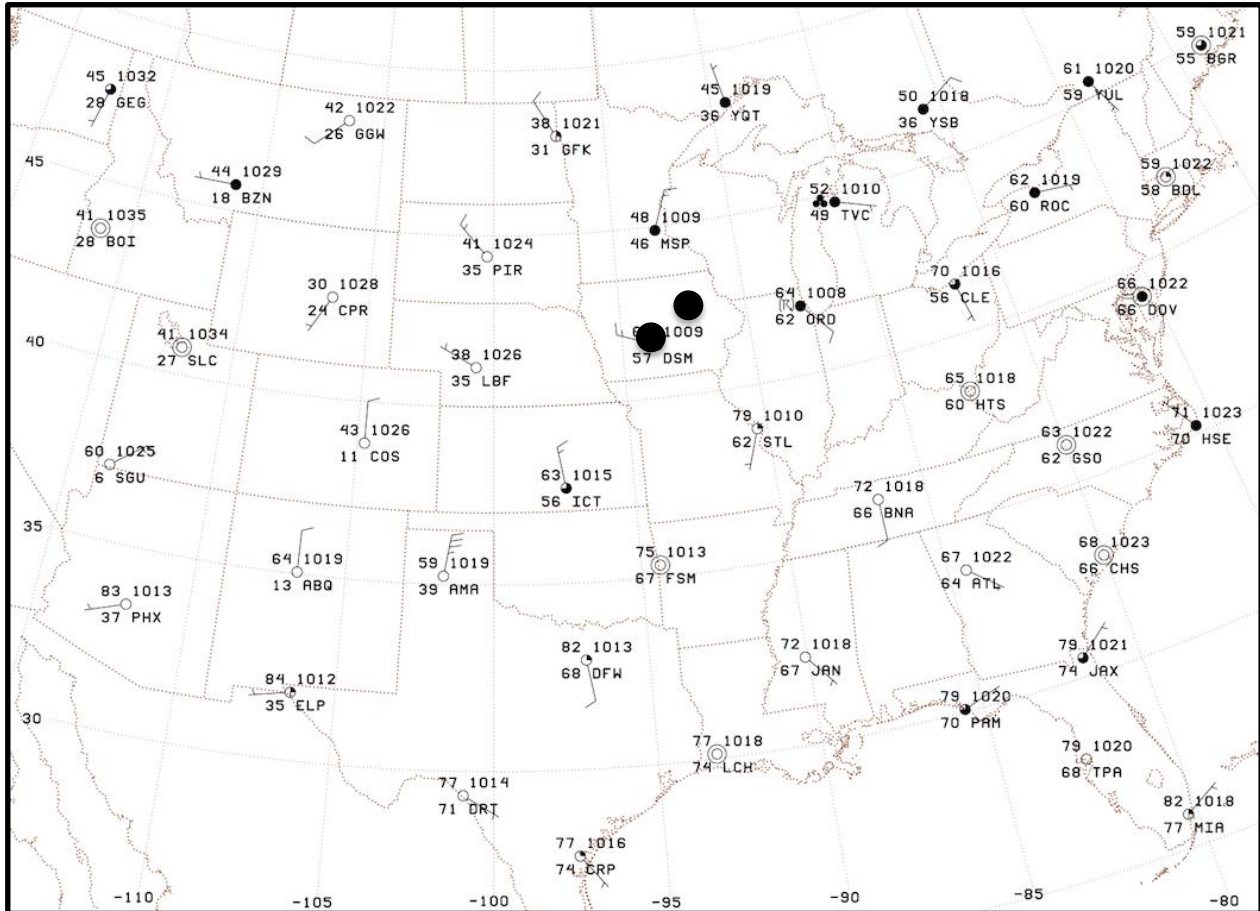 59 1021
55 BGR
45 1032
28 GEG
42 1022
26 GGW
38 1021
31 GFK
45 1019
36 YQT
50 1018
36 YSB
61 1020
59 YUL
45
44 1029
18 BZN
41 1035
28 BOI
41 1024
35 PIR
48 1009
46 MSP
52 1010
49 TVC
62 1019
60 ROC
59 1022
58 BDL
30 1028
24 CPR
64 1008
62 ORD
70 1016
56 CLE
66 1022
66 DOV
40
41 1034
27 SLC
38 1026
35 LBF
1009
57 DSM
65 1018
60 HTS
43 1026
11 COS
79 1010
62 STL
63 1022
62 GSO
71 1023
70 HSE
60 1025
6 SGU
63 1015
56 ICT
72 1018
66 BNA
35
64 1019
13 ABQ
59 1019
39 AMA
75 1013
67 FSM
67 1022
64 ATL
68 1023
66 CHS
83 1013
37 PHX
84 1012
35 ELP
82 1013
68 DFW
72 1018
67 JAN
79 1021
74 JAX
30
77 1018
74 LCH
79 1020
70 PAM
79 1020
68 TPA
77 1014
71 DRT
82 1018
77 MIA
77 1016
74 CRP
-110 -105 -100 -95 -90 -85 -80